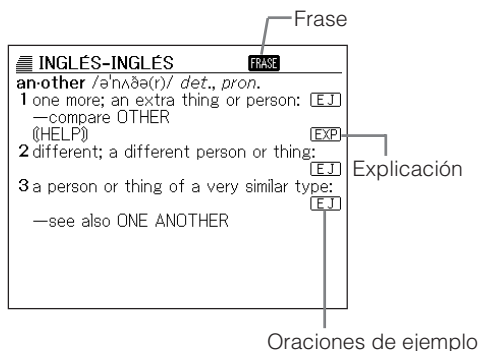 Frase
INGLÉS-INGLÉS FRASE
an·other /əˈnʌðə(r)/ det., pron.
1 one more; an extra thing or person: EJ
—compare OTHER
⸨HELP⸩ EXP
Explicación
2 different; a different person or thing:
EJ
3 a person or thing of a very similar type:
EJ
—see also ONE ANOTHER
Oraciones de ejemplo